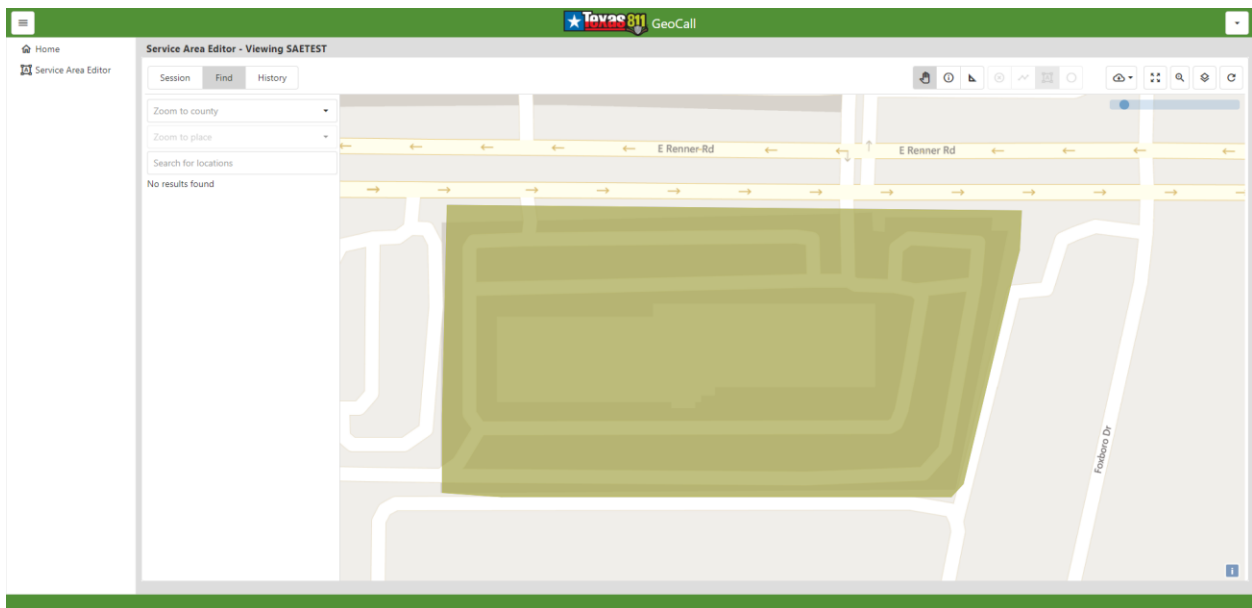 Texas 811 GeoCall
Home
Service Area Editor
Service Area Editor - Viewing SAETEST
Session Find History
Zoom to county
Zoom to place
Search for locations
No results found
E Renner Rd
E Renner Rd
Foxboro Dr